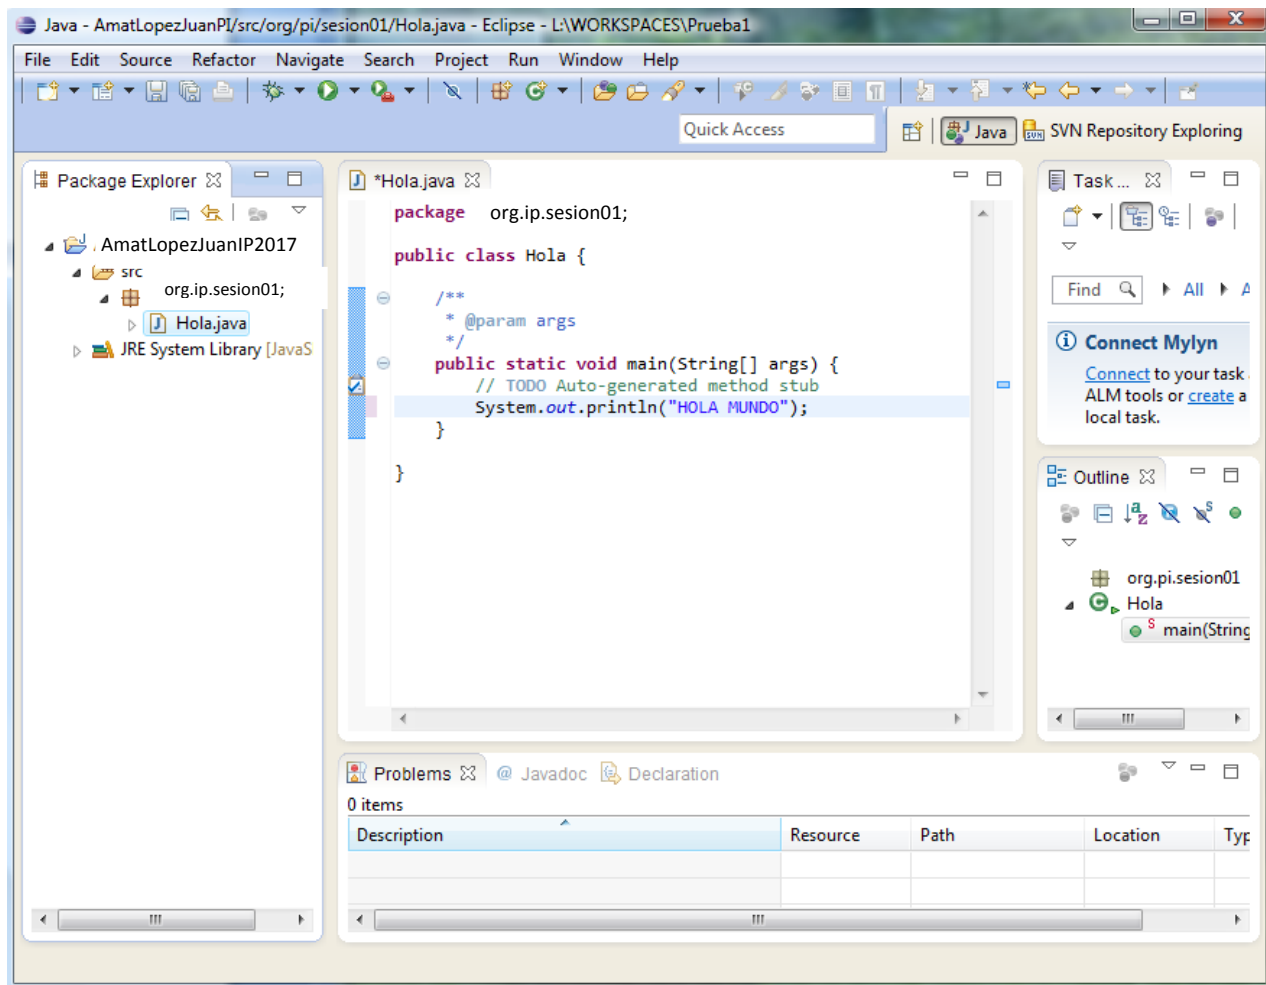 Java - AmatLopezJuanPI/src/org/pi/sesion01/Hola.java - Eclipse - L:\WORKSPACES\Prueba1
File Edit Source Refactor Navigate Search Project Run Window Help
Quick Access
Java
SVN Repository Exploring
Package Explorer
AmatLopezJuanIP2017
src
org.ip.sesion01;
Hola.java
JRE System Library [JavaS
*Hola.java
package org.ip.sesion01;
public class Hola {
/**
* @param args
*/
public static void main(String[] args) {
// TODO Auto-generated method stub
System.out.println("HOLA MUNDO");
}
}
Task ...
Find All A
Connect Mylyn
Connect to your task
ALM tools or create a
local task.
Outline
org.pi.sesion01
Hola
main(String
Problems @ Javadoc Declaration
0 items
Description Resource Path Location Typ